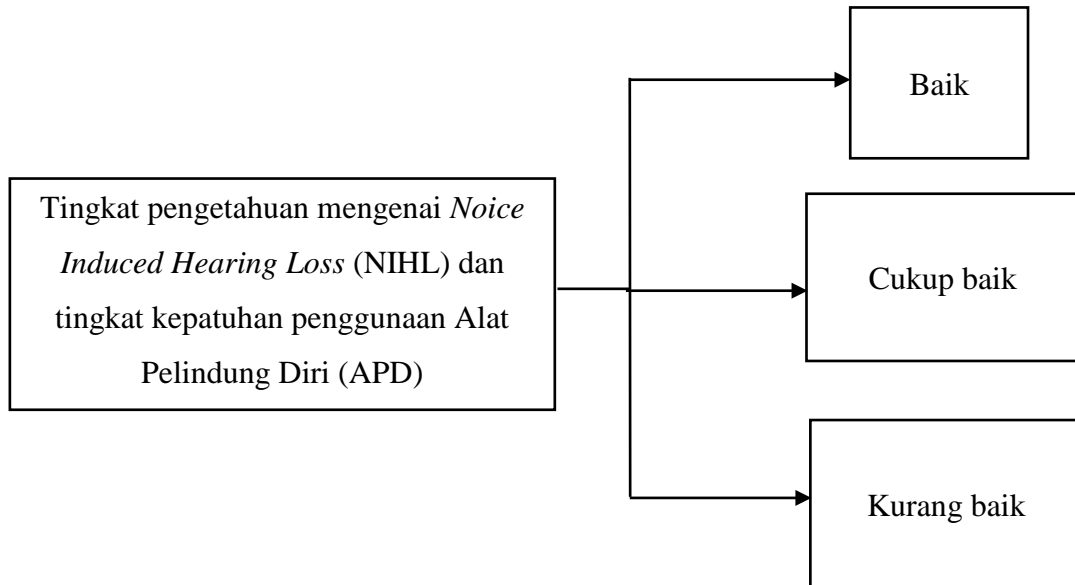 Tingkat pengetahuan mengenai Noice
Induced Hearing Loss (NIHL) dan
tingkat kepatuhan penggunaan Alat
Pelindung Diri (APD)
Baik
Cukup baik
Kurang baik